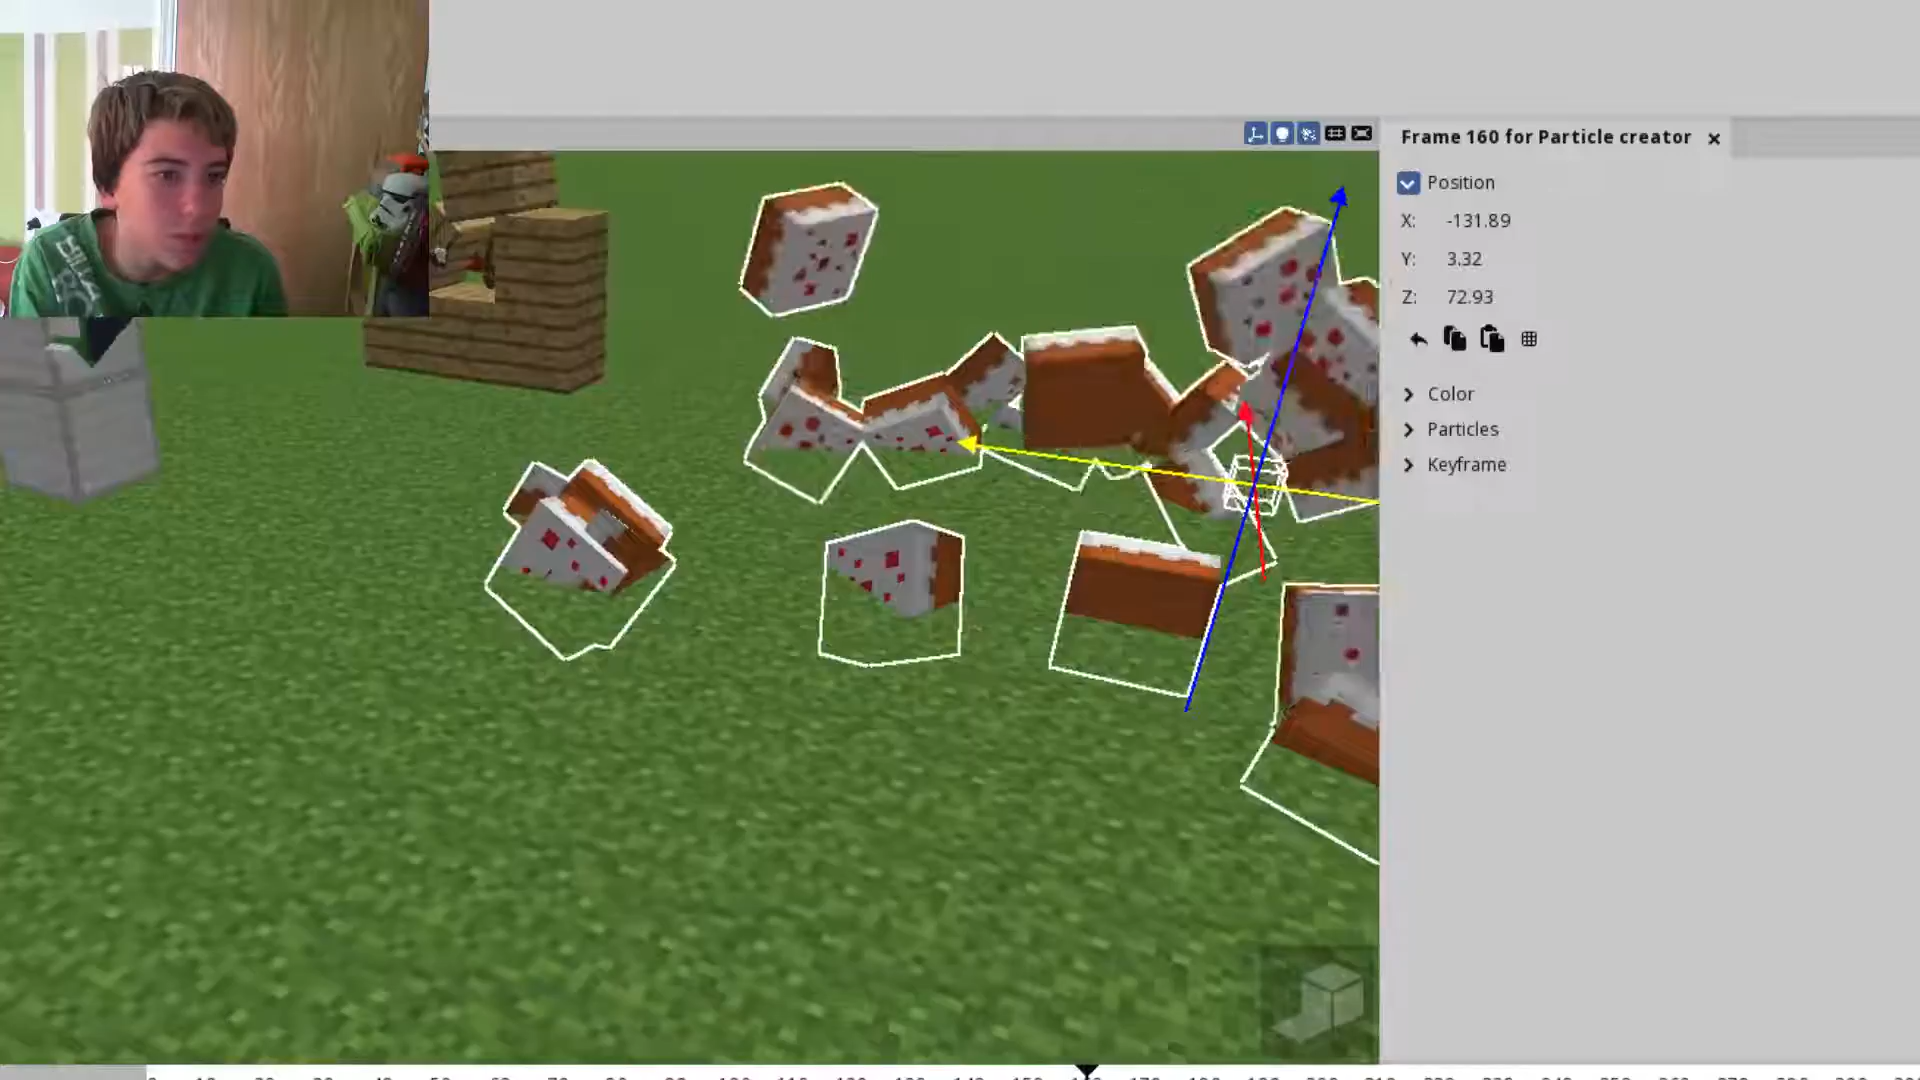 Frame 160 for Particle creator
Position
X: -131.89
Y: 3.32
Z: 72.93
Color
Particles
Keyframe